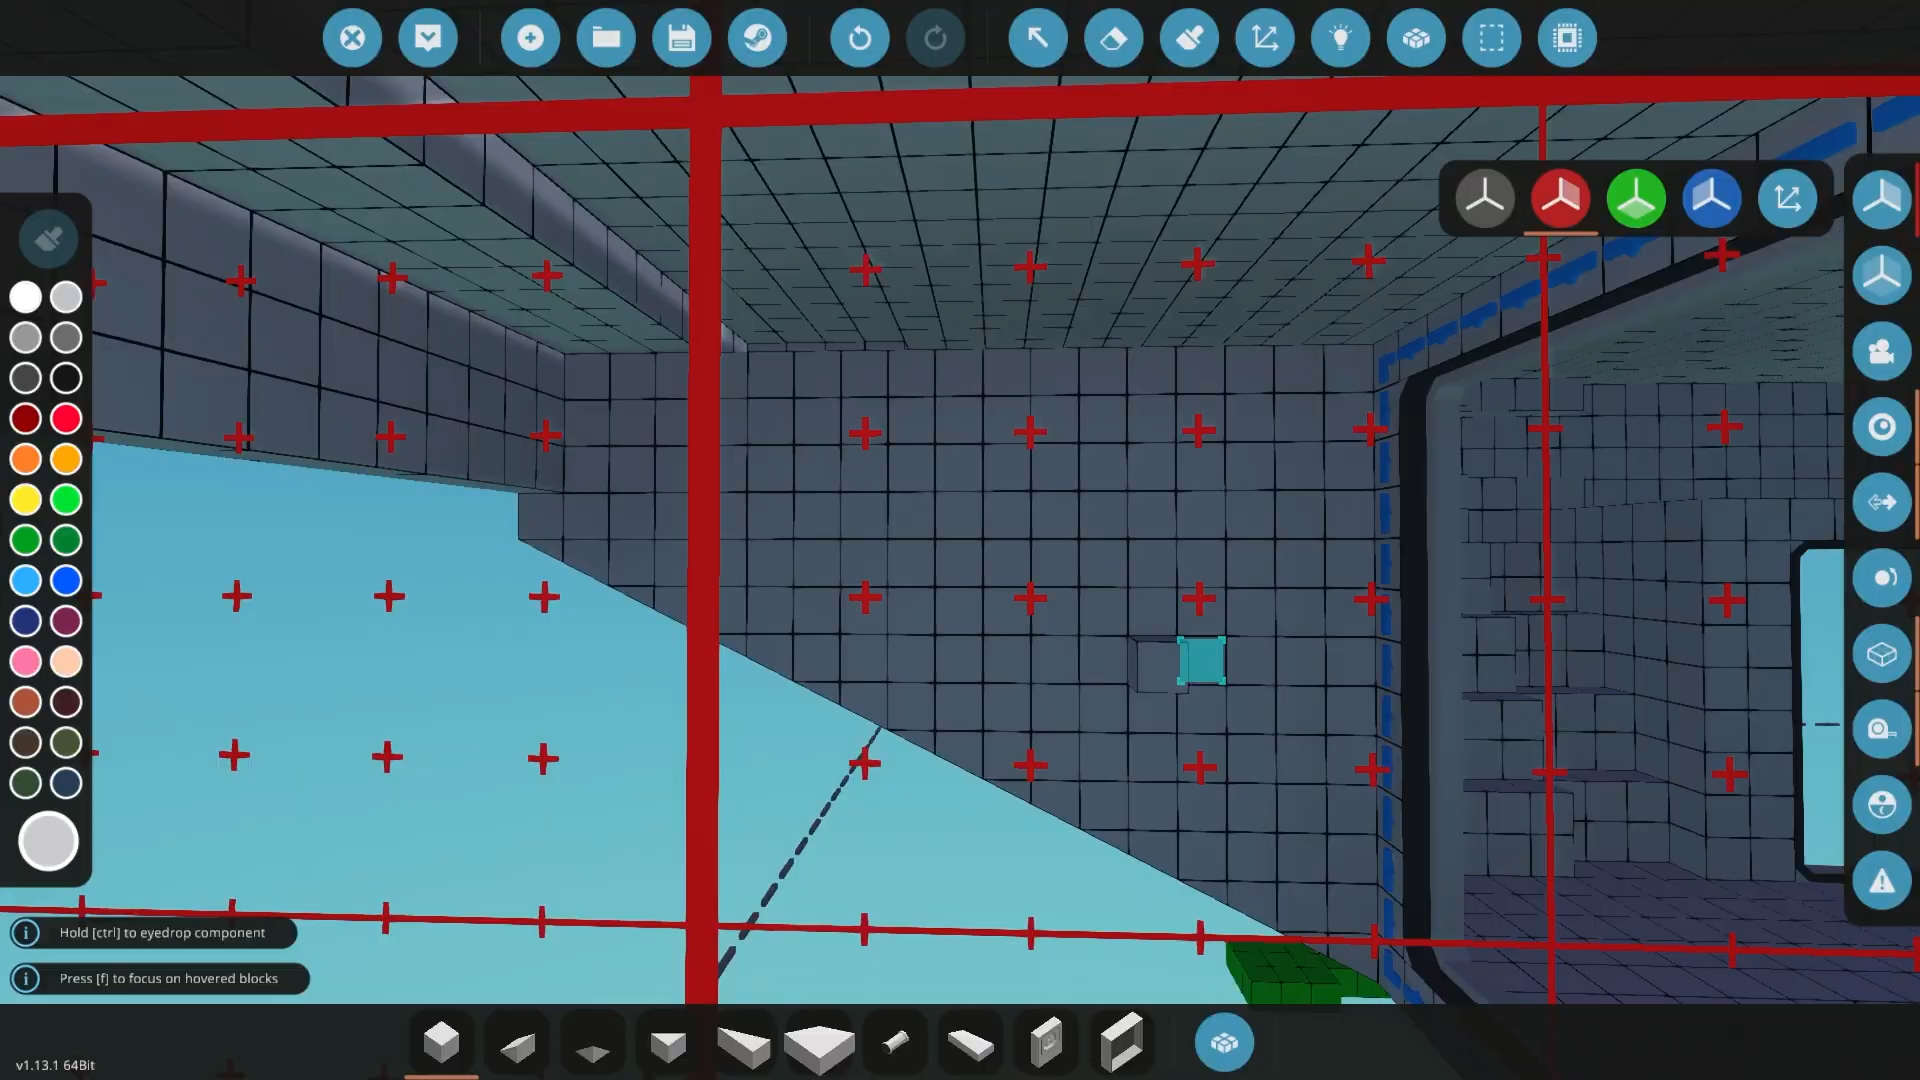 Hold [ctrl] to eyedrop component
Press [f] to focus on hovered blocks
v1.13.1 64Bit